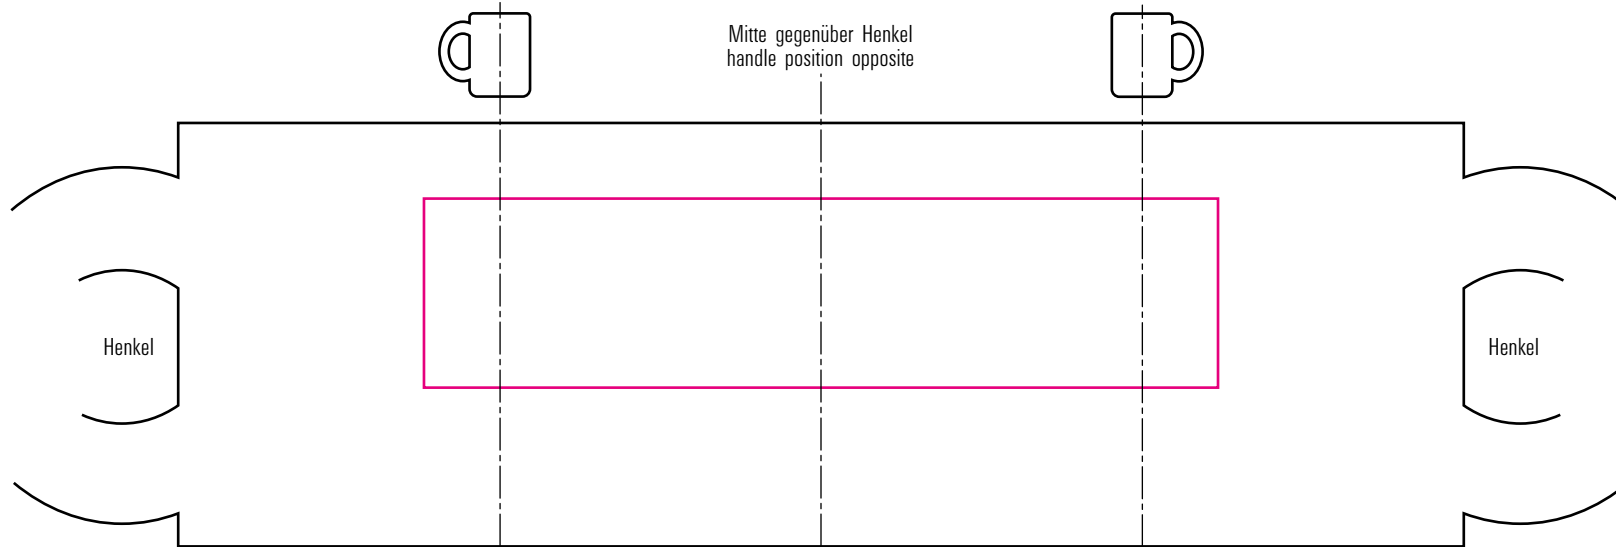 Mitte gegenüber Henkel
handle position opposite
Henkel
Henkel